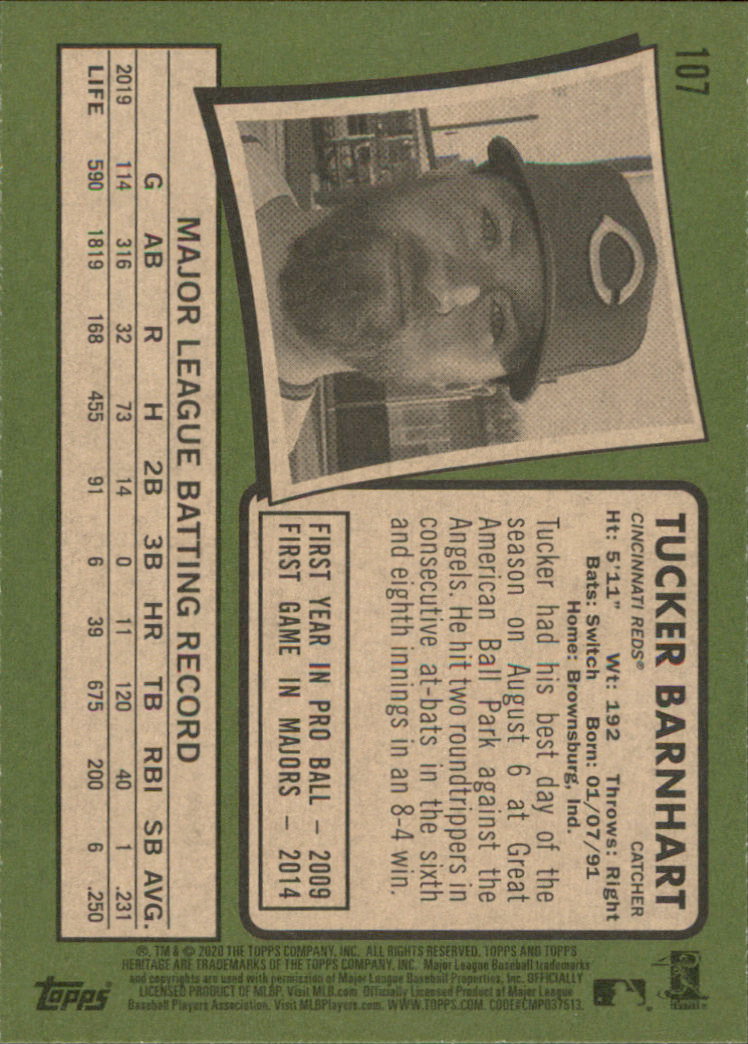 107
TUCKER BARNHART
CINCINNATI REDS® CATCHER
Ht: 5'11" Wt: 192 Throws: Right
Bats: Switch Born: 01/07/91
Home: Brownsburg, Ind.
Tucker had his best day of the
season on August 6 at Great
American Ball Park against the
Angels. He hit two roundtrippers in
consecutive at-bats in the sixth
and eighth innings in an 8-4 win.
FIRST YEAR IN PRO BALL – 2009
FIRST GAME IN MAJORS – 2014
MAJOR LEAGUE BATTING RECORD
G AB R H 2B 3B HR TB RBI SB AVG.
2019 114 316 32 73 14 0 11 120 40 1 .231
LIFE 590 1819 168 455 91 6 39 675 200 6 .250
®, TM & © 2020 THE TOPPS COMPANY, INC. ALL RIGHTS RESERVED. TOPPS AND TOPPS
HERITAGE ARE TRADEMARKS OF THE TOPPS COMPANY, INC. Major League Baseball trademarks
and copyrights are used with permission of Major League Baseball Properties, Inc. OFFICIALLY
LICENSED PRODUCT OF MLBP. Visit MLB.com. Officially Licensed Product of Major League
Baseball Players Association. Visit MLBPlayers.com. WWW.TOPPS.COM. CODE#CMP037513.
topps®